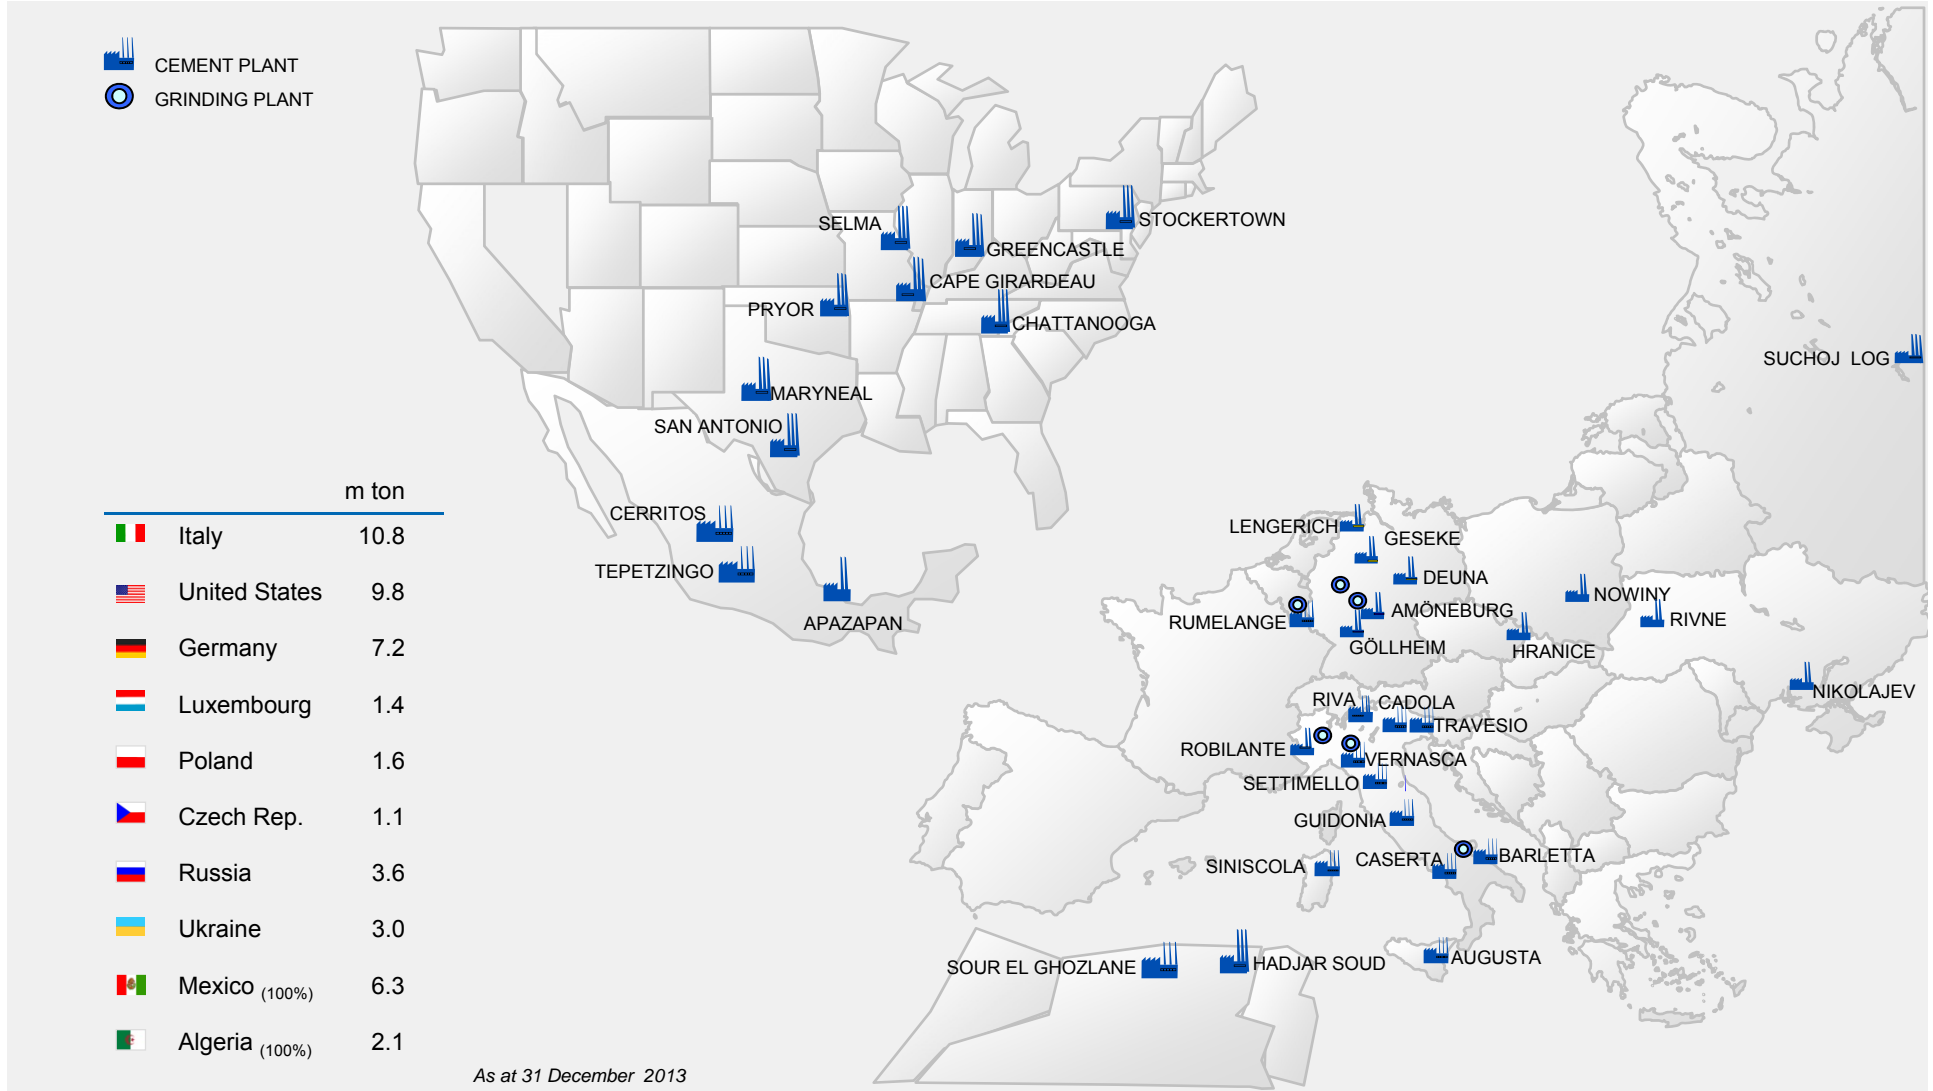 CEMENT PLANT
GRINDING PLANT
SELMA
STOCKERTOWN
GREENCASTLE
CAPE GIRARDEAU
PRYOR
CHATTANOOGA
SUCHOJ LOG
MARYNEAL
SAN ANTONIO
CERRITOS
TEPETZINGO
APAZAPAN
LENGERICH
GESEKE
DEUNA
NOWINY
AMÖNEBURG
RUMELANGE
RIVNE
GÖLLHEIM
HRANICE
NIKOLAJEV
RIVA
CADOLA
TRAVESIO
ROBILANTE
VERNASCA
SETTIMELLO
GUIDONIA
CASERTA
BARLETTA
SINISCOLA
AUGUSTA
SOUR EL GHOZLANE
HADJAR SOUD
m ton
Italy 10.8
United States 9.8
Germany 7.2
Luxembourg 1.4
Poland 1.6
Czech Rep. 1.1
Russia 3.6
Ukraine 3.0
Mexico (100%) 6.3
Algeria (100%) 2.1
As at 31 December 2013